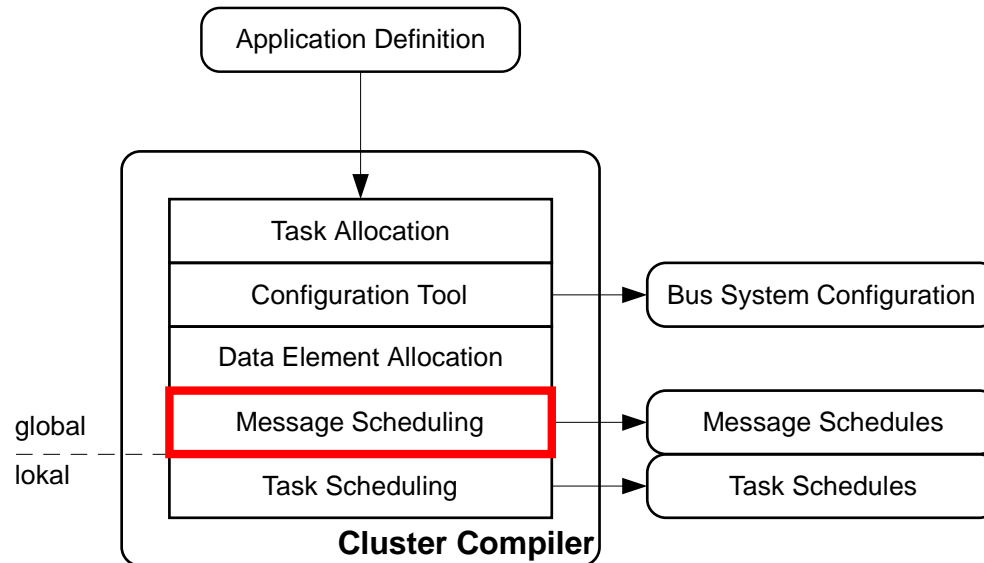 Application Definition
Task Allocation
Configuration Tool
Bus System Configuration
Data Element Allocation
Message Scheduling
Message Schedules
global
lokal
Task Scheduling
Task Schedules
Cluster Compiler